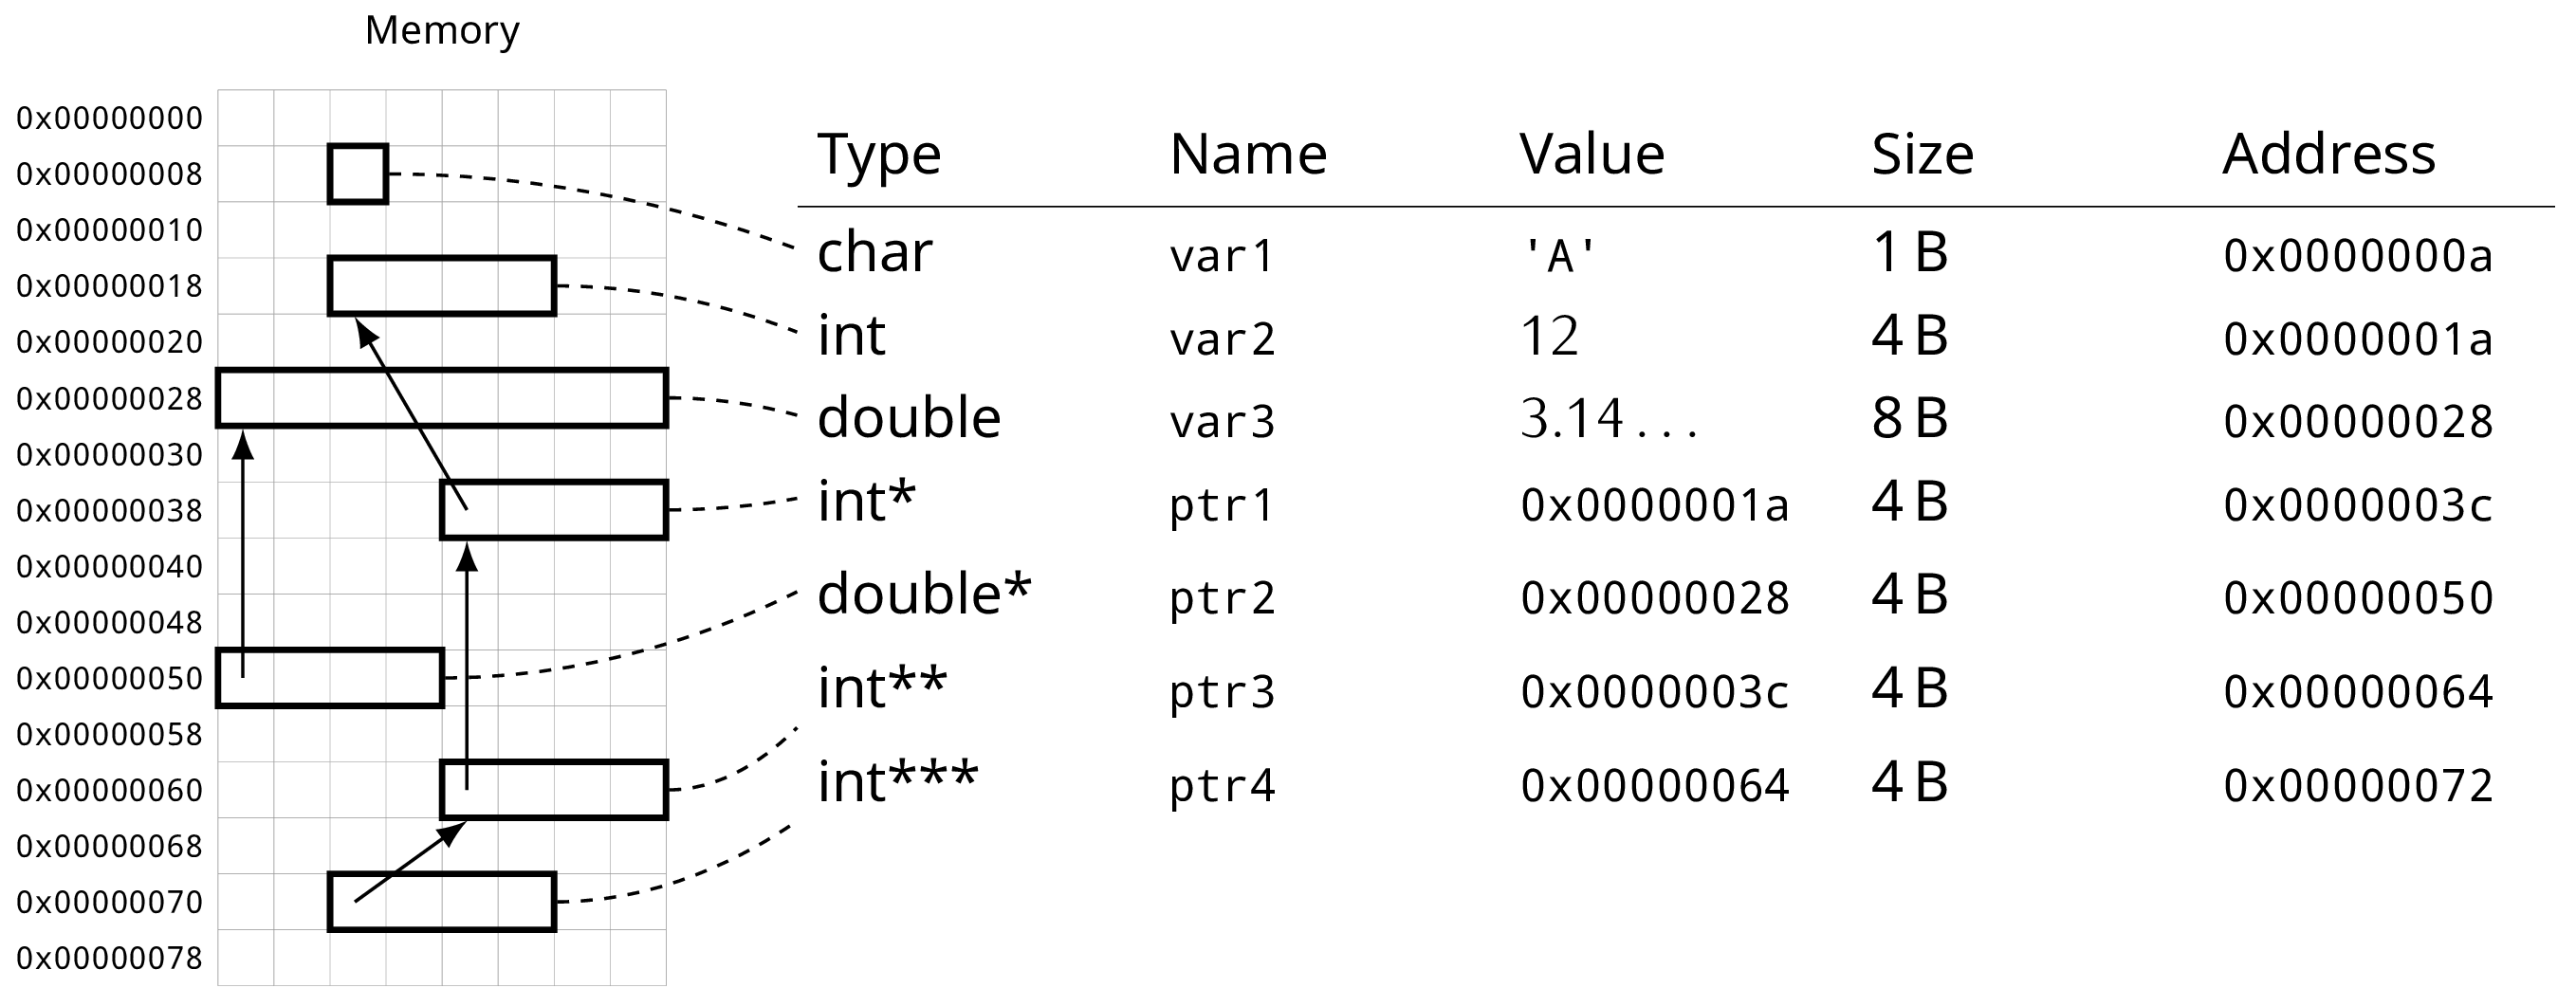 Memory
0x00000000
0x00000008
0x00000010
0x00000018
0x00000020
0x00000028
0x00000030
0x00000038
0x00000040
0x00000048
0x00000050
0x00000058
0x00000060
0x00000068
0x00000070
0x00000078
Type Name Value Size Address
char var1 'A' 1 B 0x0000000a
int var2 12 4 B 0x0000001a
double var3 3.14 . . . 8 B 0x00000028
int* ptr1 0x0000001a 4 B 0x0000003c
double* ptr2 0x00000028 4 B 0x00000050
int** ptr3 0x0000003c 4 B 0x00000064
int*** ptr4 0x00000064 4 B 0x00000072